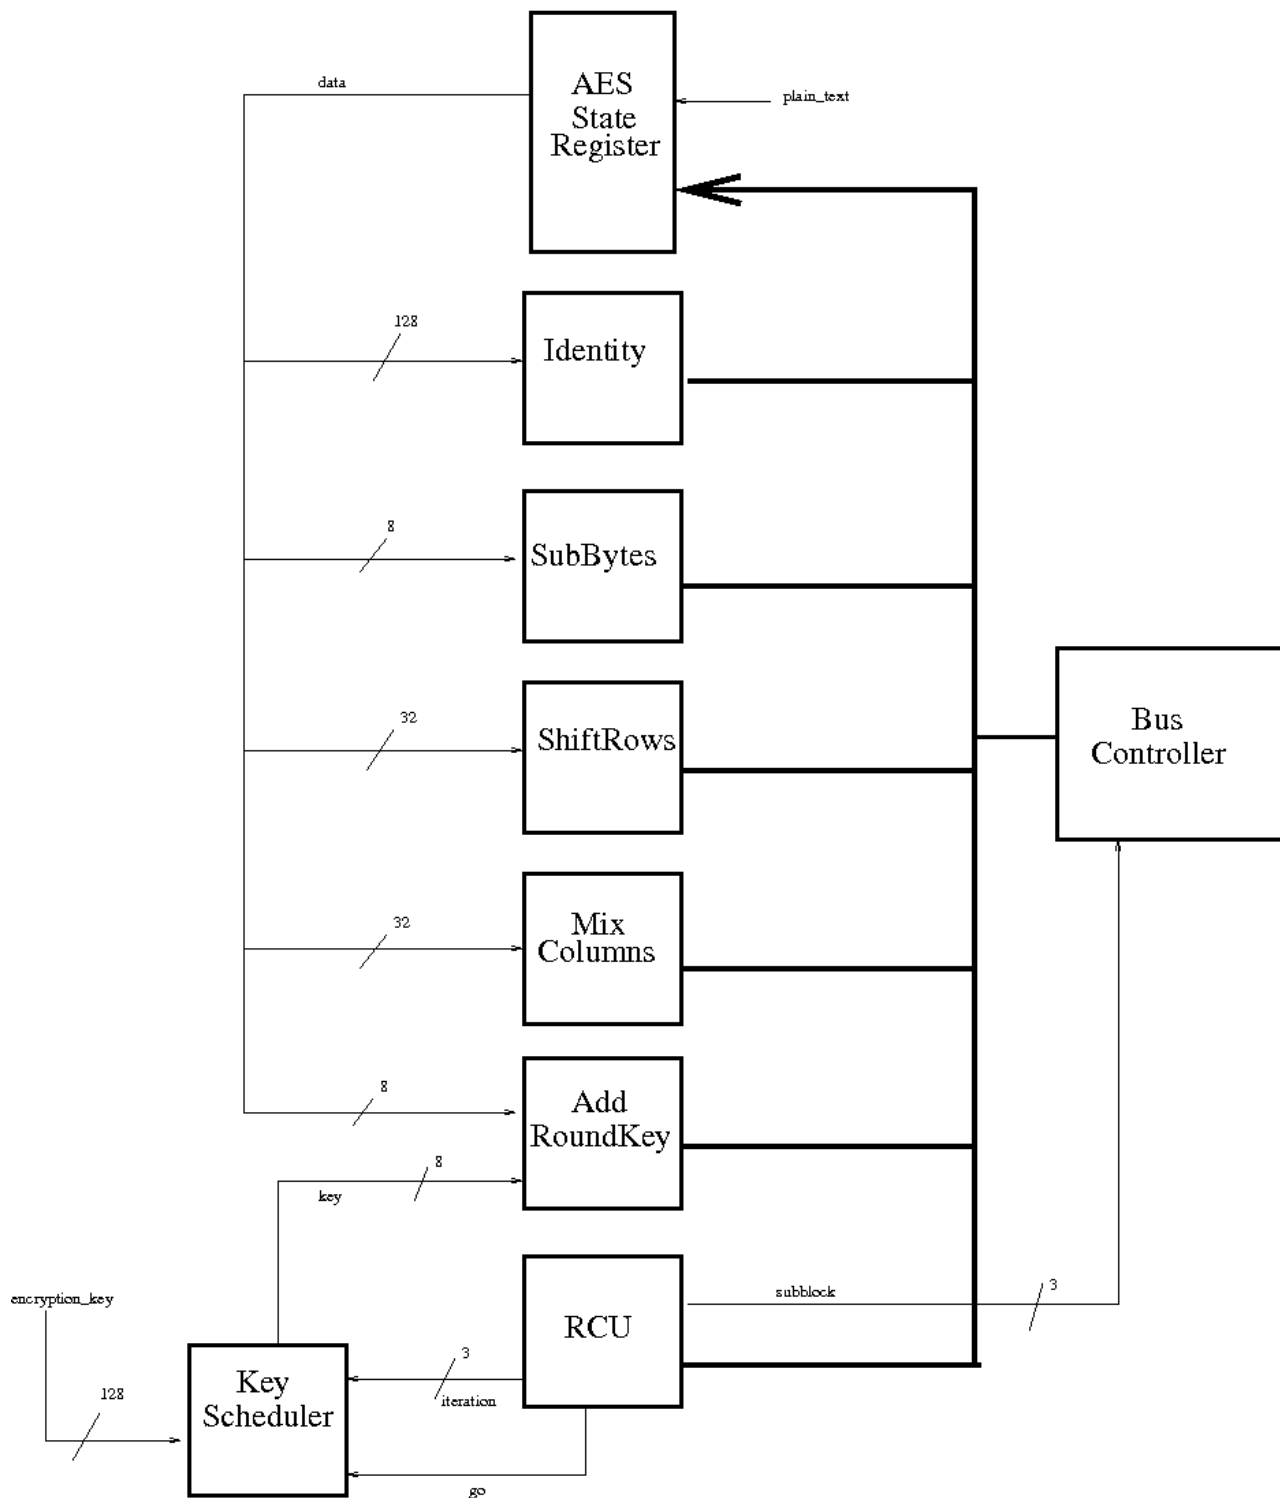 AES
State
Register
data
plain_text
128
Identity
8
SubBytes
32
ShiftRows
Bus
Controller
32
Mix
Columns
8
Add
RoundKey
8
key
encryption_key
subblock
3
RCU
3
iteration
128
Key
Scheduler
go